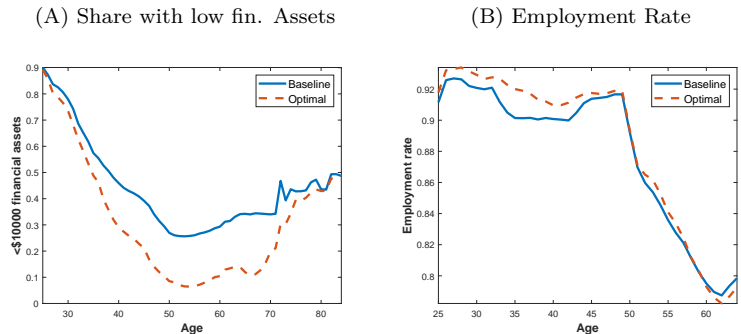 (A) Share with low fin. Assets
<$10000 financial assets
0.9
0.8
0.7
0.6
0.5
0.4
0.3
0.2
0.1
0
Baseline
Optimal
30 40 50 60 70 80
Age
(B) Employment Rate
Employment rate
0.92
0.9
0.88
0.86
0.84
0.82
0.8
Baseline
Optimal
25 30 35 40 45 50 55 60
Age